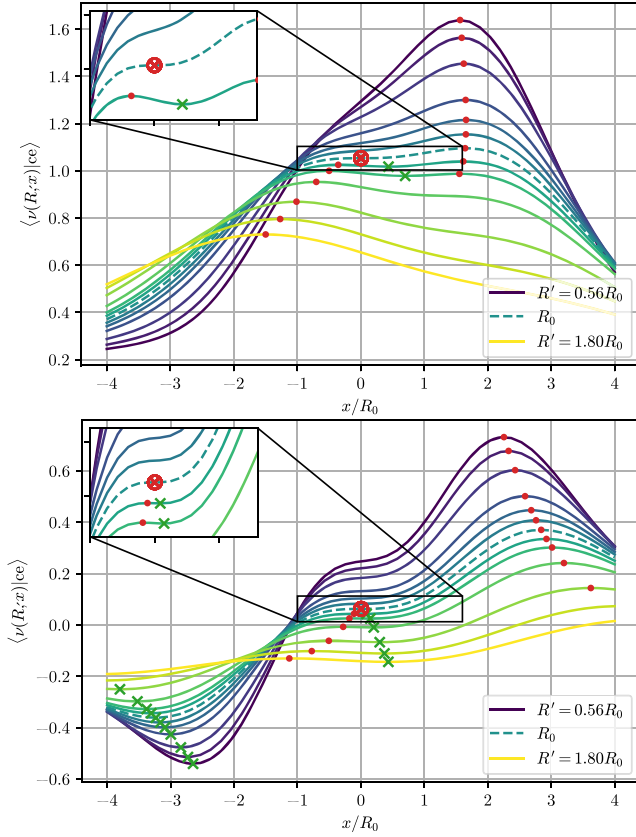 1.6
1.4
1.2
1.0
0.8
0.6
0.4
0.2
⟨ν(R;x)|ce⟩
R′ = 0.56R₀
R₀
R′ = 1.80R₀
−4 −3 −2 −1 0 1 2 3 4
x/R₀
0.6
0.4
0.2
0.0
−0.2
−0.4
−0.6
⟨ν(R;x)|ce⟩
R′ = 0.56R₀
R₀
R′ = 1.80R₀
−4 −3 −2 −1 0 1 2 3 4
x/R₀